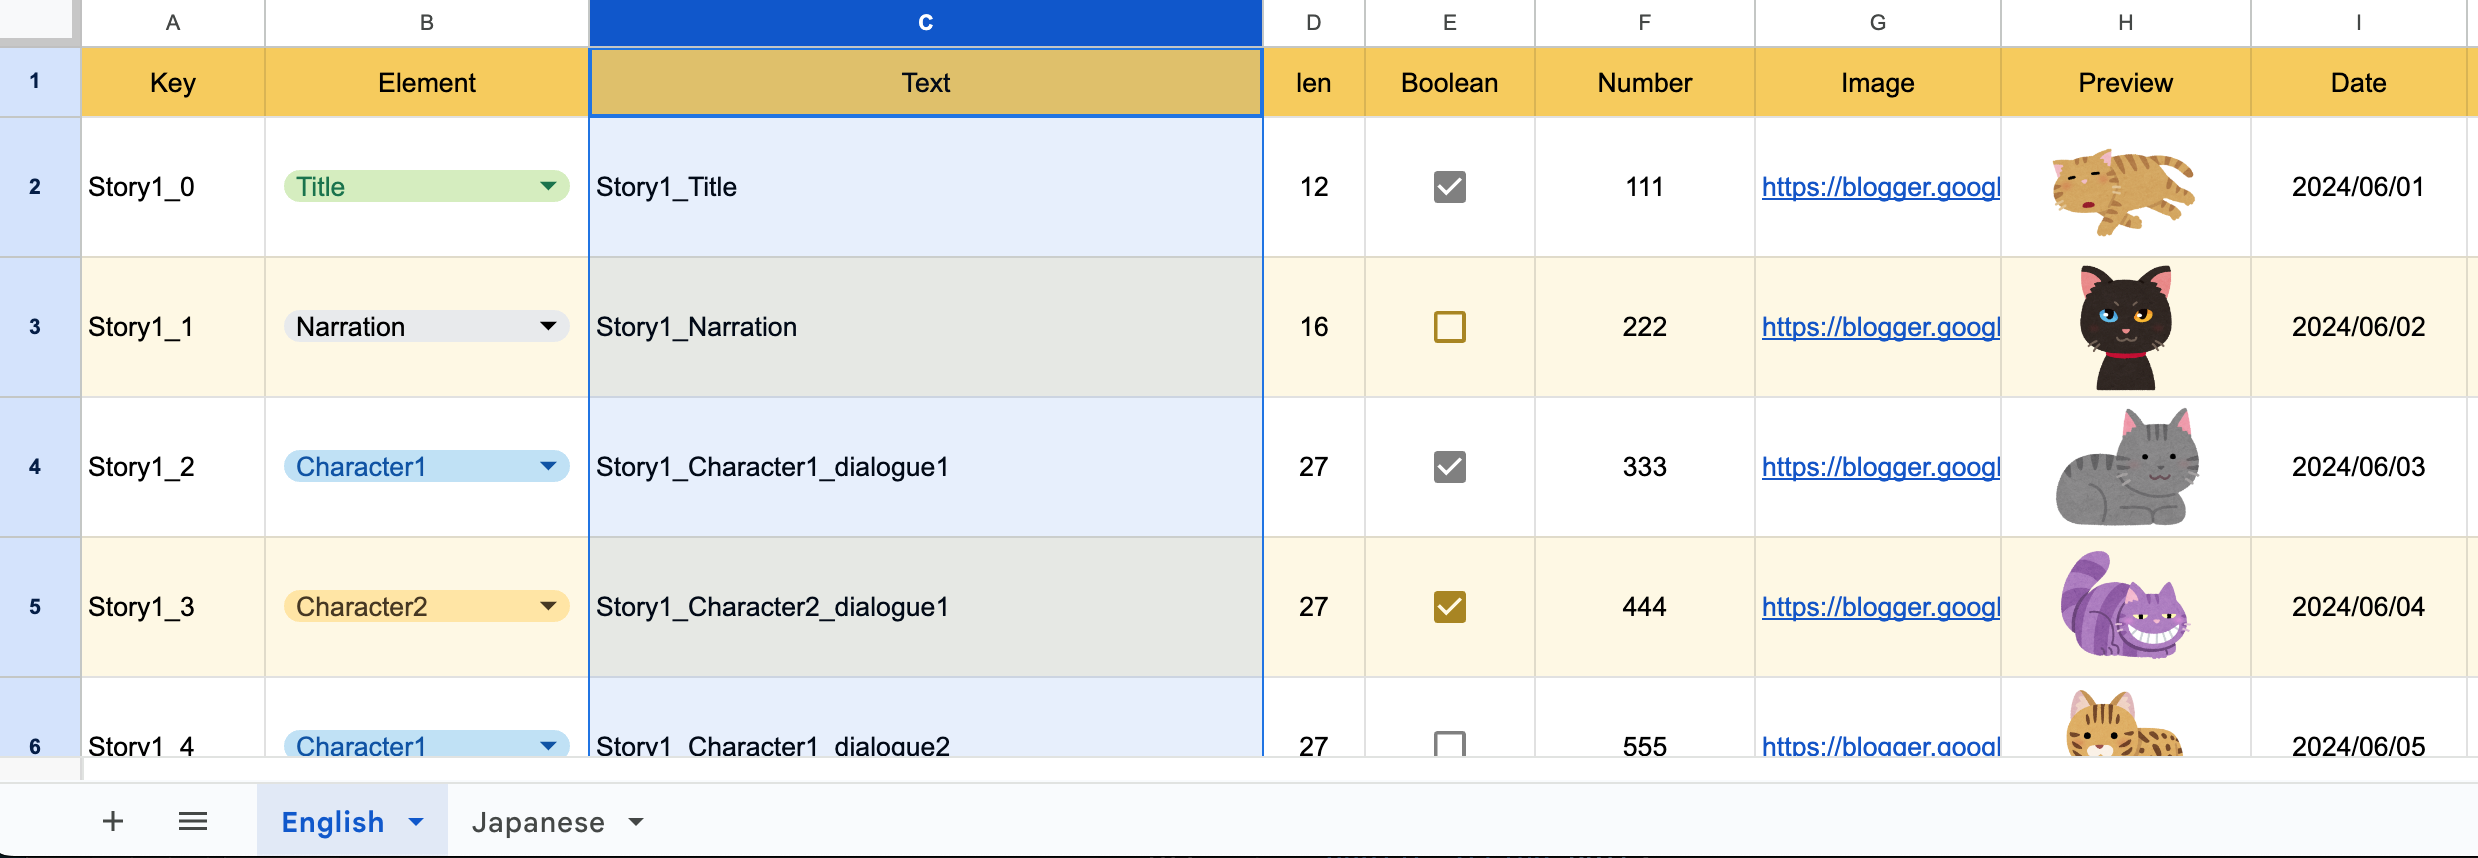 A B C D E F G H I
1 Key Element Text len Boolean Number Image Preview Date
2 Story1_0 Title Story1_Title 12 111 https://blogger.googl 2024/06/01
3 Story1_1 Narration Story1_Narration 16 222 https://blogger.googl 2024/06/02
4 Story1_2 Character1 Story1_Character1_dialogue1 27 333 https://blogger.googl 2024/06/03
5 Story1_3 Character2 Story1_Character2_dialogue1 27 444 https://blogger.googl 2024/06/04
6 Story1_4 Character1 Story1_Character1_dialogue2 27 555 https://blogger.googl 2024/06/05
English Japanese